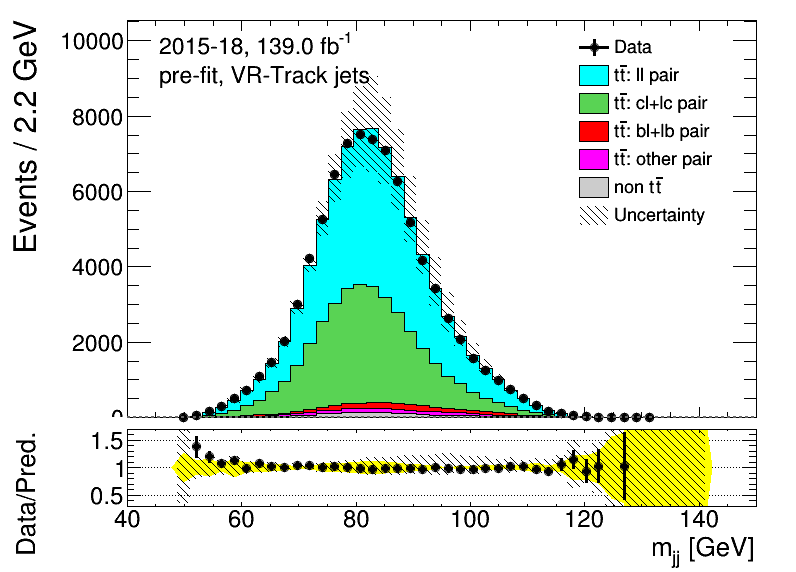 Events / 2.2 GeV
10000
8000
6000
4000
2000
0
2015-18, 139.0 fb-1
pre-fit, VR-Track jets
Data
tt̄: ll pair
tt̄: cl+lc pair
tt̄: bl+lb pair
tt̄: other pair
non tt̄
Uncertainty
Data/Pred.
1.5
1
0.5
40 60 80 100 120 140
mjj [GeV]